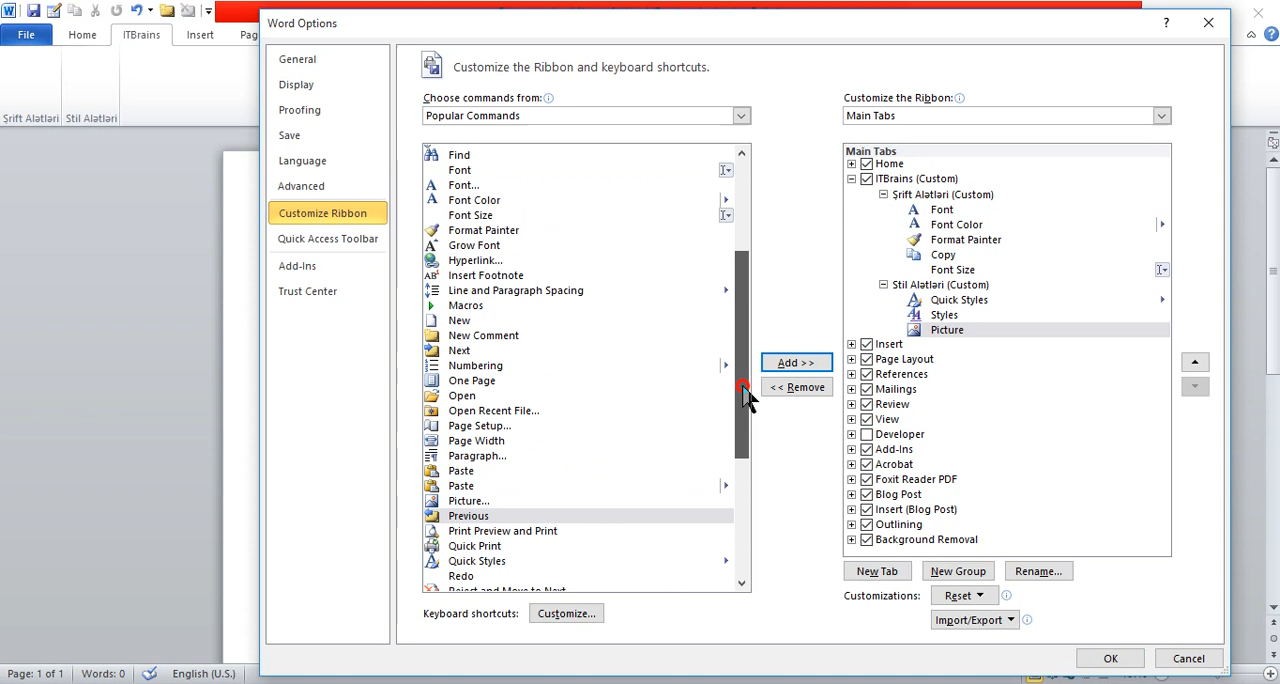 Word Options
File Home ITBrains Insert Pag
Şrift Alətləri Stil Alətləri
General
Display
Proofing
Save
Language
Advanced
Customize Ribbon
Quick Access Toolbar
Add-Ins
Trust Center
Customize the Ribbon and keyboard shortcuts.
Choose commands from:
Popular Commands
Find
Font
Font...
Font Color
Font Size
Format Painter
Grow Font
Hyperlink...
Insert Footnote
Line and Paragraph Spacing
Macros
New
New Comment
Next
Numbering
One Page
Open
Open Recent File...
Page Setup...
Page Width
Paragraph...
Paste
Paste
Picture...
Previous
Print Preview and Print
Quick Print
Quick Styles
Redo
Reject and Move to Next
Keyboard shortcuts: Customize...
Add >>
<< Remove
Customize the Ribbon:
Main Tabs
Main Tabs
Home
ITBrains (Custom)
Şrift Alətləri (Custom)
Font
Font Color
Format Painter
Copy
Font Size
Stil Alətləri (Custom)
Quick Styles
Styles
Picture
Insert
Page Layout
References
Mailings
Review
View
Developer
Add-Ins
Acrobat
Foxit Reader PDF
Blog Post
Insert (Blog Post)
Outlining
Background Removal
New Tab New Group Rename...
Customizations: Reset
Import/Export
OK Cancel
Page: 1 of 1 Words: 0 English (U.S.)